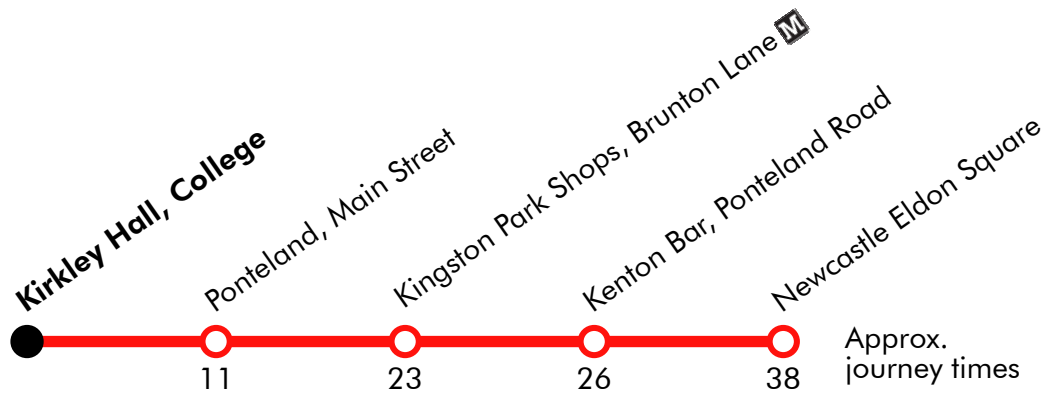 Kirkley Hall, College
Ponteland, Main Street
Kingston Park Shops, Brunton Lane M
Kenton Bar, Ponteland Road
Newcastle Eldon Square
11
23
26
38
Approx.
journey times